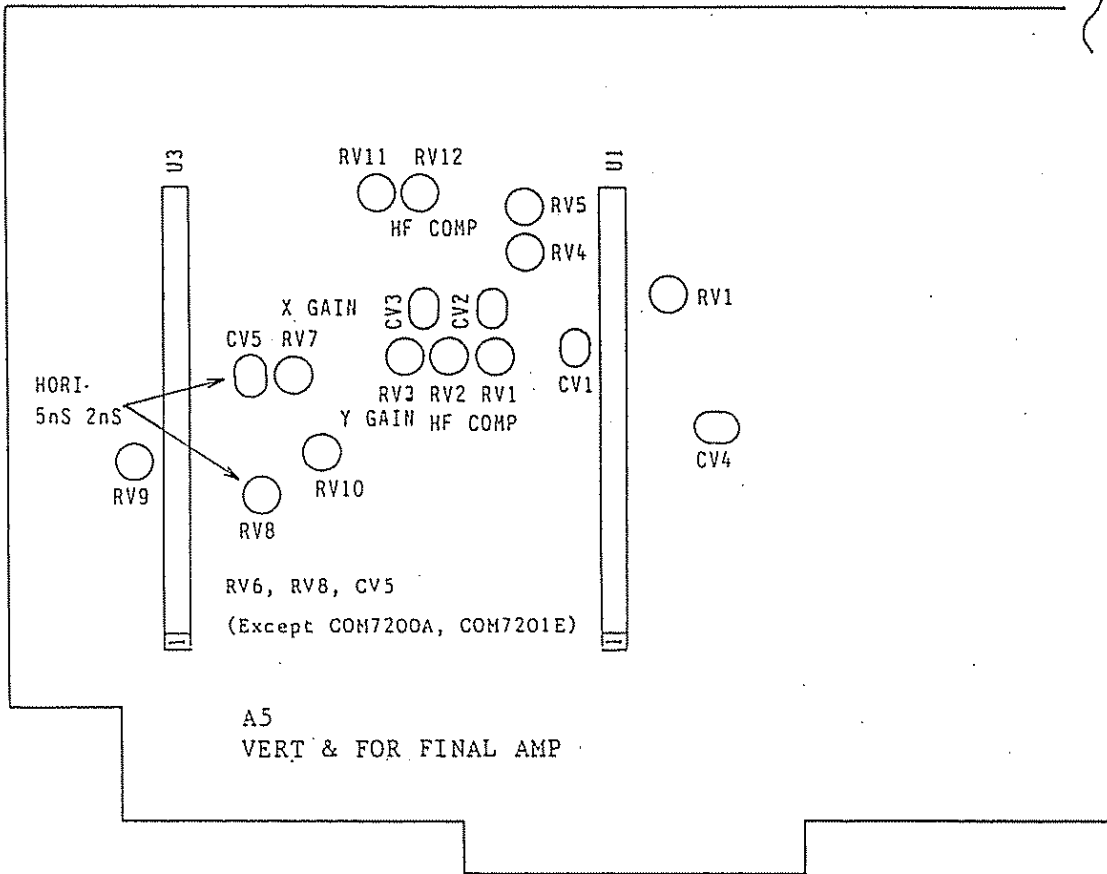 U3
RV11 RV12
U1
HF COMP
RV5
RV4
RV1
X GAIN
CV3
CV2
CV5 RV7
CV1
HORI-
5nS 2nS
RV3 RV2 RV1
Y GAIN HF COMP
CV4
RV9
RV10
RV8
RV6, RV8, CV5
(Except COM7200A, COM7201E)
1
1
A5
VERT & FOR FINAL AMP